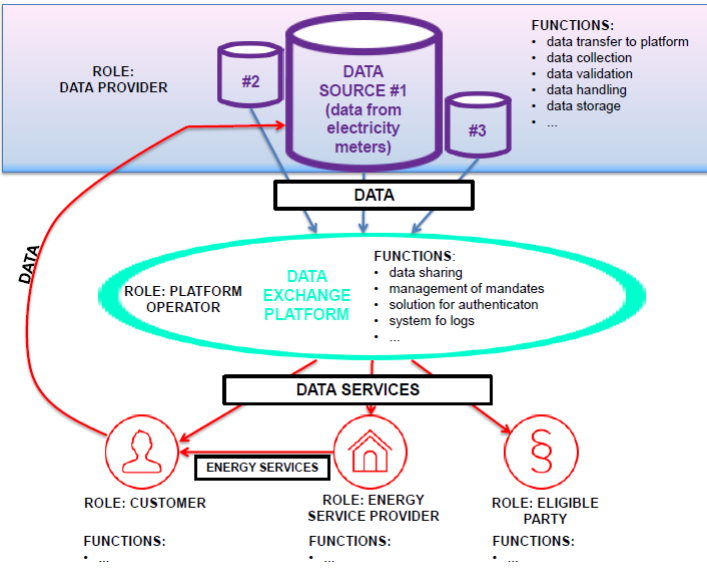 ROLE:
DATA PROVIDER
#2
DATA
SOURCE #1
(data from
electricity
meters)
#3
FUNCTIONS:
• data transfer to platform
• data collection
• data validation
• data handling
• data storage
• ...
DATA
DATA
ROLE: PLATFORM
OPERATOR
DATA
EXCHANGE
PLATFORM
FUNCTIONS:
• data sharing
• management of mandates
• solution for authenticaton
• system fo logs
• ...
DATA SERVICES
ENERGY SERVICES
§
ROLE: CUSTOMER
FUNCTIONS:
• ...
ROLE: ENERGY
SERVICE PROVIDER
FUNCTIONS:
• ...
ROLE: ELIGIBLE
PARTY
FUNCTIONS:
• ...